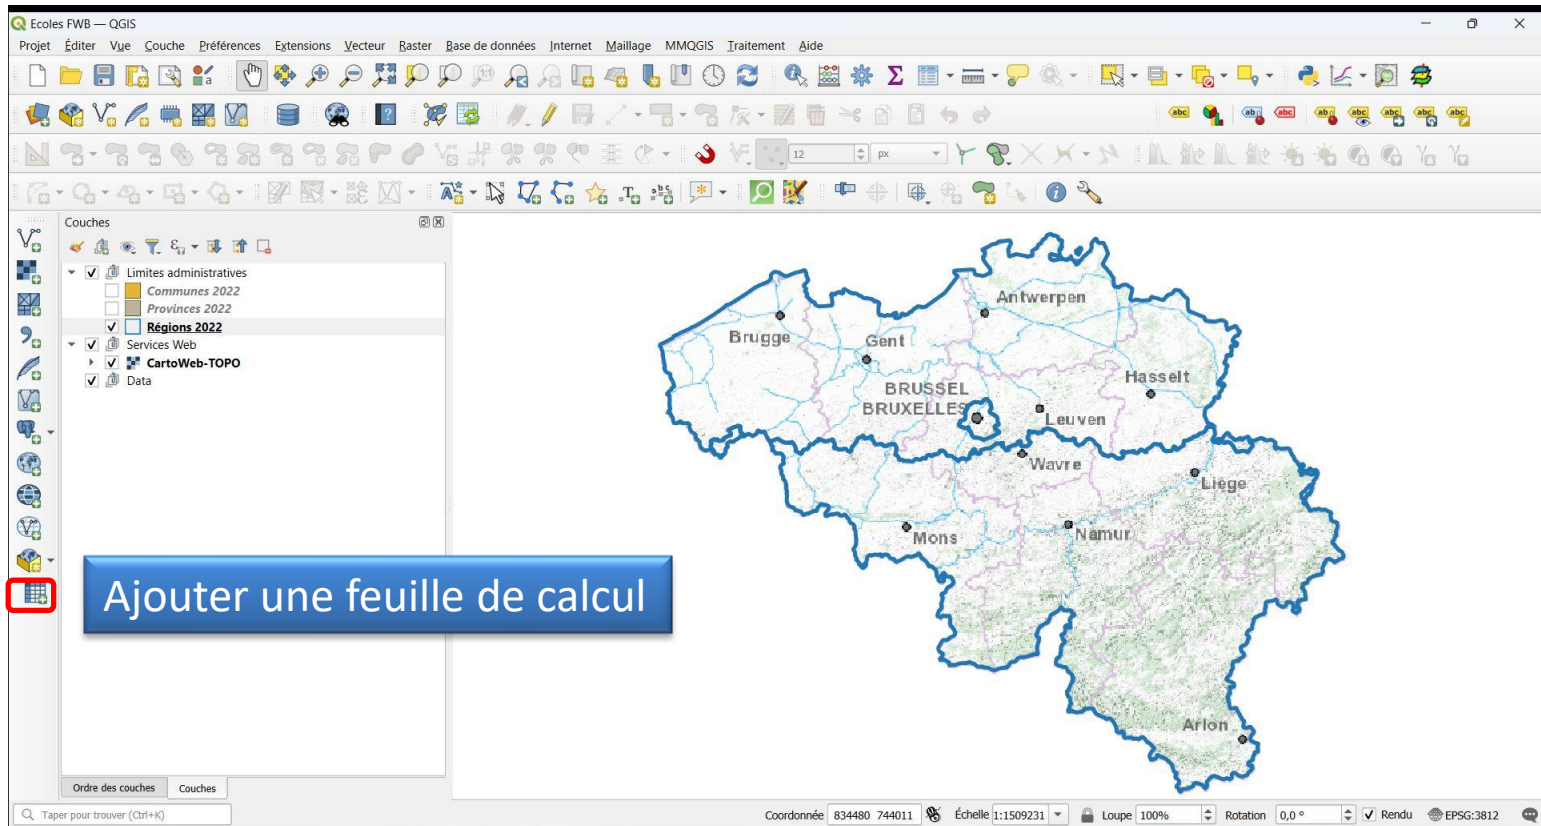 Ecoles FWB — QGIS
Projet Éditer Vue Couche Préférences Extensions Vecteur Raster Base de données Internet Maillage MMQGIS Traitement Aide
abc
12 px
Couches
Limites administratives
Communes 2022
Provinces 2022
Régions 2022
Services Web
CartoWeb-TOPO
Data
Antwerpen
Brugge
Gent
Hasselt
BRUSSEL
BRUXELLES
Leuven
Wavre
Liège
Mons
Namur
Arlon
Ajouter une feuille de calcul
Ordre des couches Couches
Taper pour trouver (Ctrl+K) Coordonnée 834480 744011 Échelle 1:1509231 Loupe 100% Rotation 0,0 ° Rendu EPSG:3812